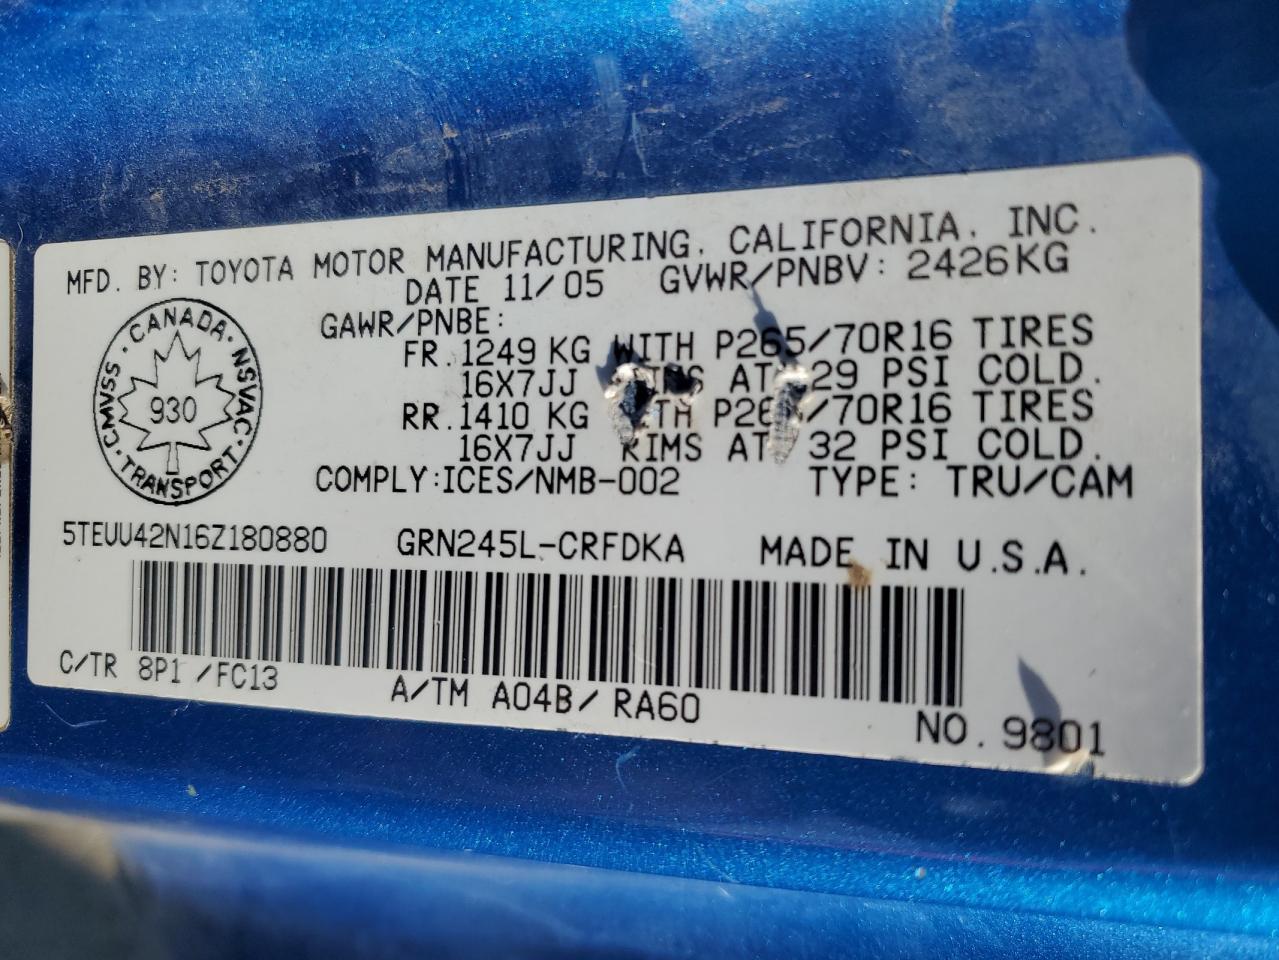 MFD. BY: TOYOTA MOTOR MANUFACTURING, CALIFORNIA, INC.
DATE 11/05 GVWR/PNBV: 2426KG
GAWR/PNBE:
FR. 1249 KG WITH P265/70R16 TIRES
16X7JJ RIMS AT 29 PSI COLD.
RR. 1410 KG WITH P265/70R16 TIRES
16X7JJ RIMS AT 32 PSI COLD.
COMPLY:ICES/NMB-002 TYPE: TRU/CAM
CANADA · NSVAC · TRANSPORT · CMVSS ·
930
5TEUU42N16Z180880 GRN245L-CRFDKA MADE IN U.S.A.
C/TR 8P1 /FC13
A/TM A04B/ RA60
NO. 9801